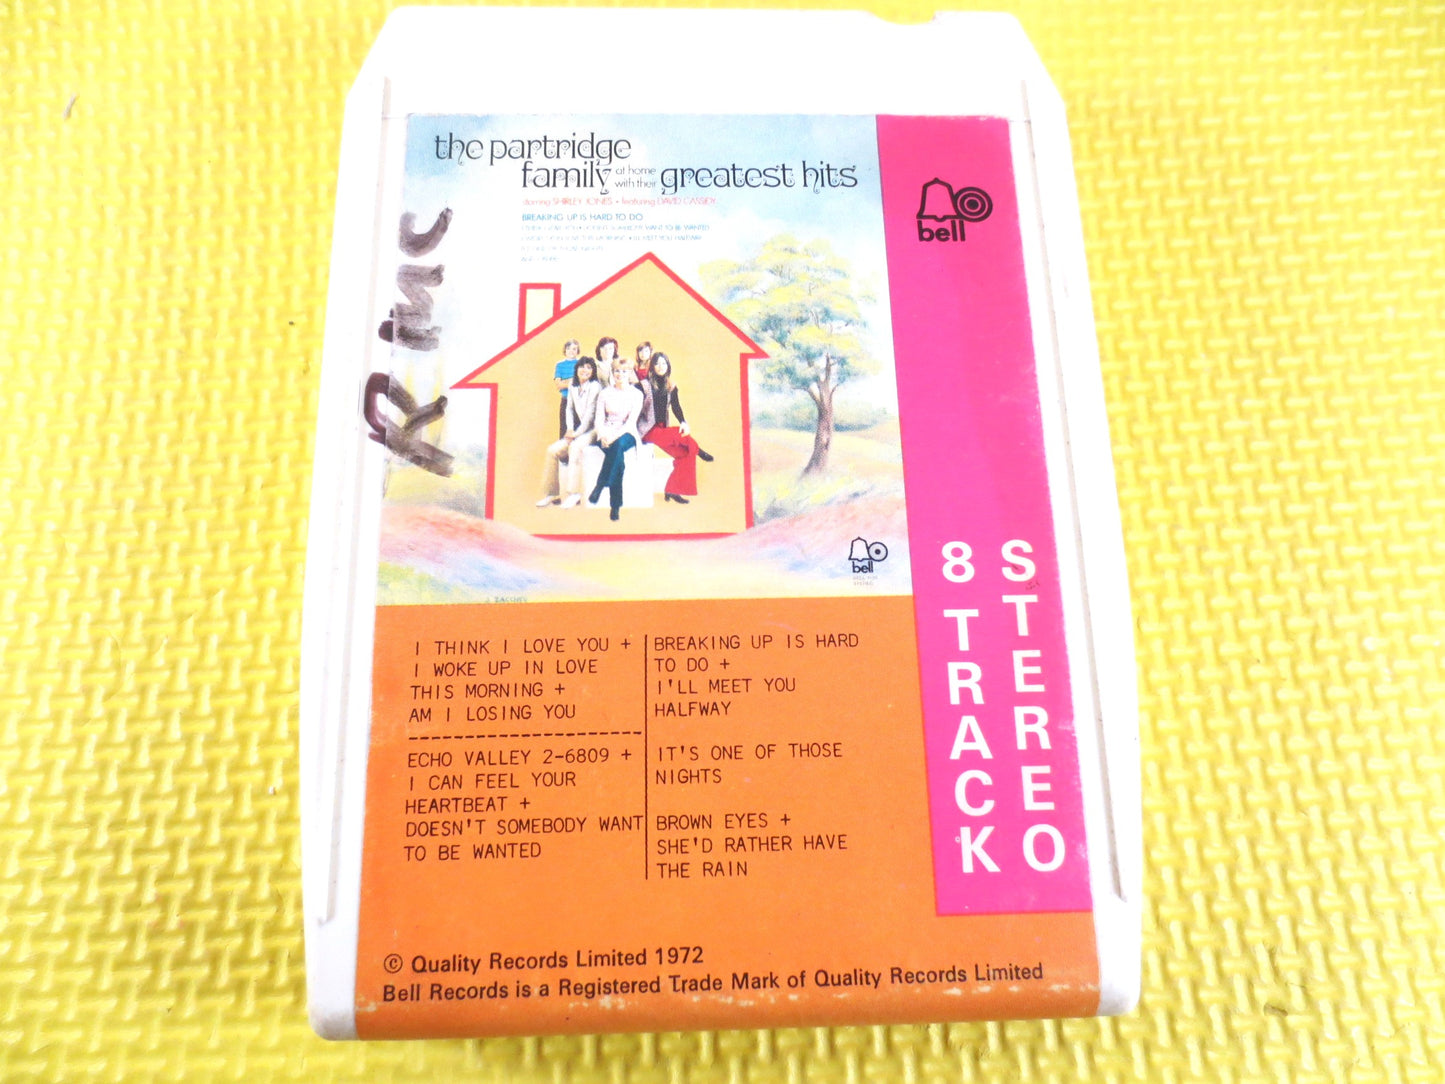 the partridge
family at home with their greatest hits
starring SHIRLEY JONES • featuring DAVID CASSIDY
BREAKING UP IS HARD TO DO
bell
R mc
bell
J. ZACCHEO
8 TRACK
STEREO
I THINK I LOVE YOU +
I WOKE UP IN LOVE
THIS MORNING +
AM I LOSING YOU
ECHO VALLEY 2-6809 +
I CAN FEEL YOUR
HEARTBEAT +
DOESN'T SOMEBODY WANT
TO BE WANTED
BREAKING UP IS HARD
TO DO +
I'LL MEET YOU
HALFWAY
IT'S ONE OF THOSE
NIGHTS
BROWN EYES +
SHE'D RATHER HAVE
THE RAIN
© Quality Records Limited 1972
Bell Records is a Registered Trade Mark of Quality Records Limited